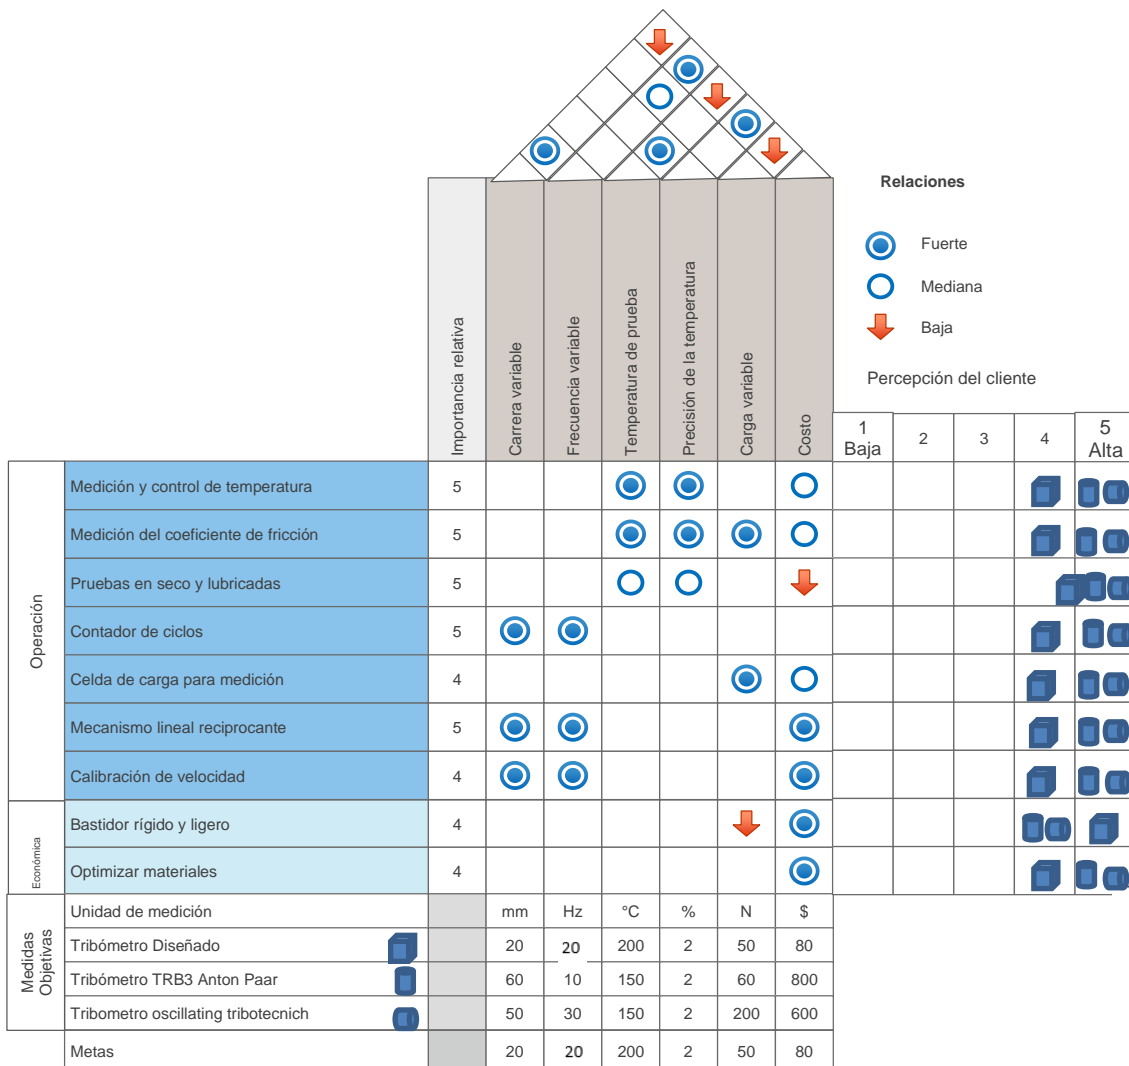 Relaciones
Fuerte
Mediana
Baja
Percepción del cliente
Importancia relativa
Carrera variable
Frecuencia variable
Temperatura de prueba
Precisión de la temperatura
Carga variable
Costo
1 2 3 4 5
Baja Alta
Operación
Medición y control de temperatura 5
Medición del coeficiente de fricción 5
Pruebas en seco y lubricadas 5
Contador de ciclos 5
Celda de carga para medición 4
Mecanismo lineal reciprocante 5
Calibración de velocidad 4
Económica
Bastidor rígido y ligero 4
Optimizar materiales 4
Medidas
Objetivas
Unidad de medición mm Hz °C % N $
Tribómetro Diseñado 20 20 200 2 50 80
Tribómetro TRB3 Anton Paar 60 10 150 2 60 800
Tribometro oscillating tribotecnich 50 30 150 2 200 600
Metas 20 20 200 2 50 80